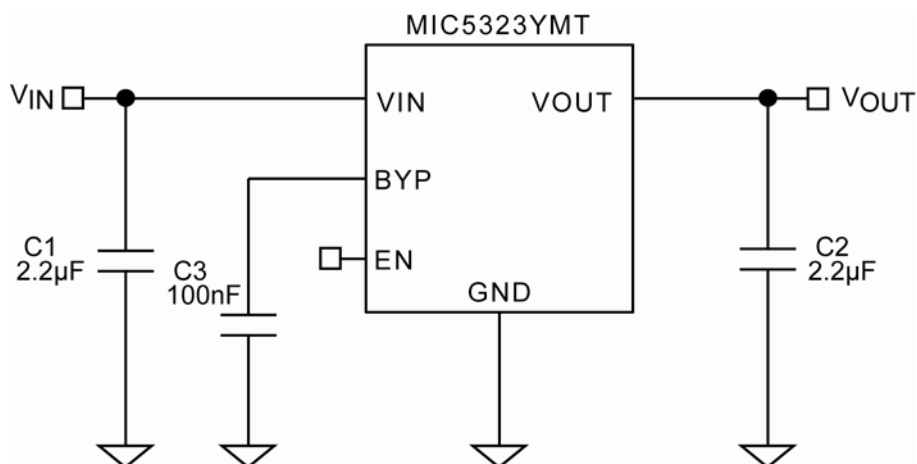 MIC5323YMT
VIN
VIN
VOUT
VOUT
BYP
C1
2.2µF
C3
100nF
EN
GND
C2
2.2µF